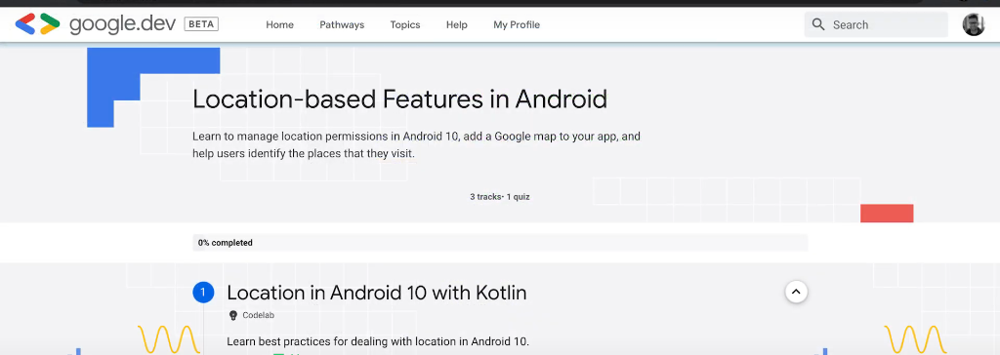 google.dev BETA Home Pathways Topics Help My Profile Search
Location-based Features in Android
Learn to manage location permissions in Android 10, add a Google map to your app, and
help users identify the places that they visit.
3 tracks· 1 quiz
0% completed
1 Location in Android 10 with Kotlin
Codelab
Learn best practices for dealing with location in Android 10.